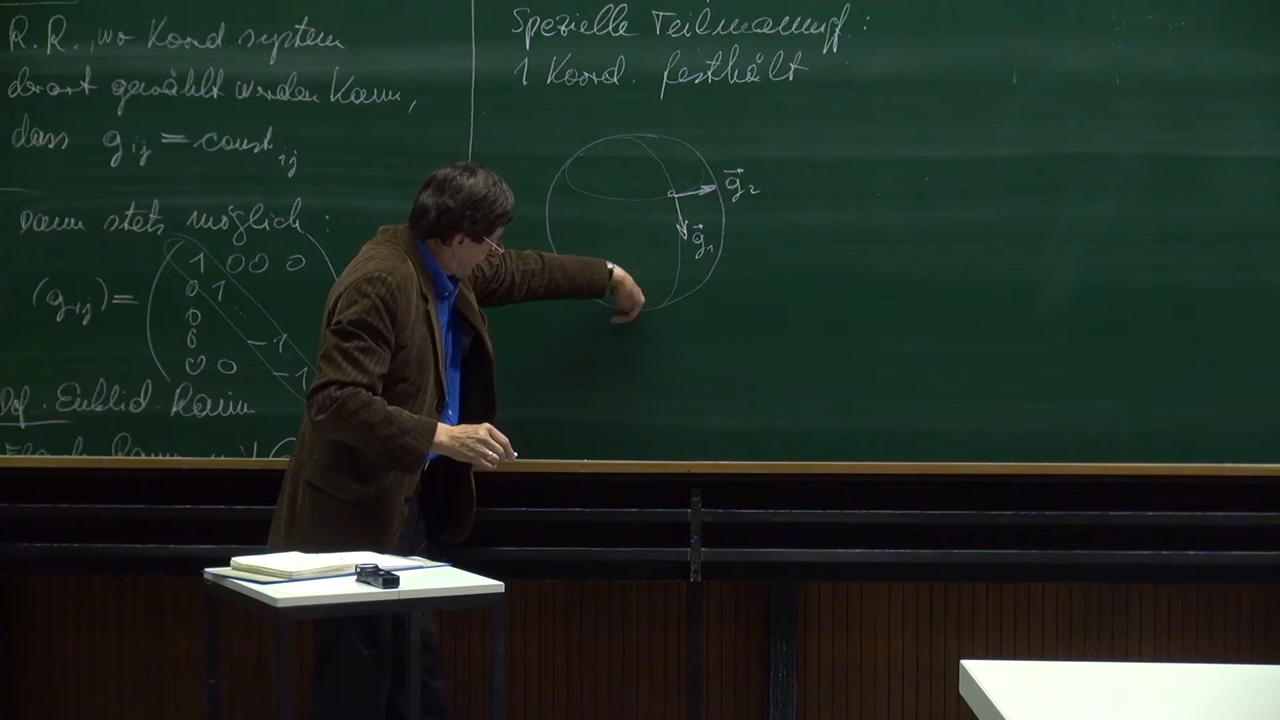 R.R., wo Koord. system
derart gewählt werden kann,
dass g_ij = const_ij
Dann stets möglich:
(g_ij) =
1 0 0 0
0 1
0
0 -1
0 0 -1
Def.: Euklid. Raum
Spezielle Teilmannigf.:
1 Koord. festhält
g⃗₂
g⃗₁